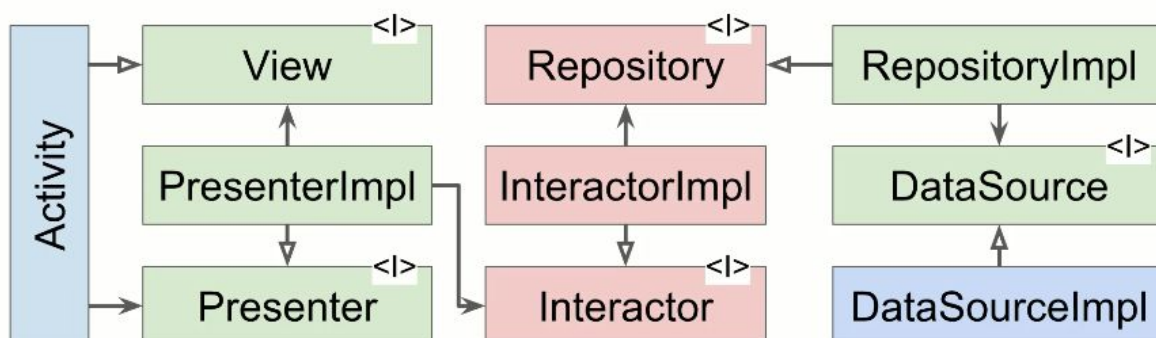 Activity
<I>
View
PresenterImpl
<I>
Presenter
<I>
Repository
InteractorImpl
<I>
Interactor
RepositoryImpl
<I>
DataSource
DataSourceImpl